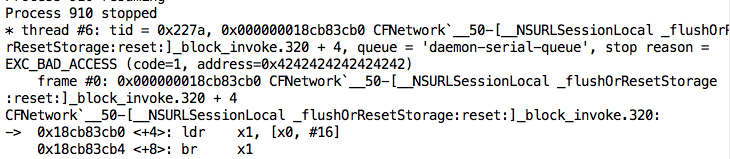 Process 910 stopped
* thread #6: tid = 0x227a, 0x000000018cb83cb0 CFNetwork`__50-[__NSURLSessionLocal _flushOr
rResetStorage:reset:]_block_invoke.320 + 4, queue = 'daemon-serial-queue', stop reason =
EXC_BAD_ACCESS (code=1, address=0x4242424242424242)
frame #0: 0x000000018cb83cb0 CFNetwork`__50-[__NSURLSessionLocal _flushOrResetStorage
:reset:]_block_invoke.320 + 4
CFNetwork`__50-[__NSURLSessionLocal _flushOrResetStorage:reset:]_block_invoke.320:
-> 0x18cb83cb0 <+4>: ldr x1, [x0, #16]
0x18cb83cb4 <+8>: br x1